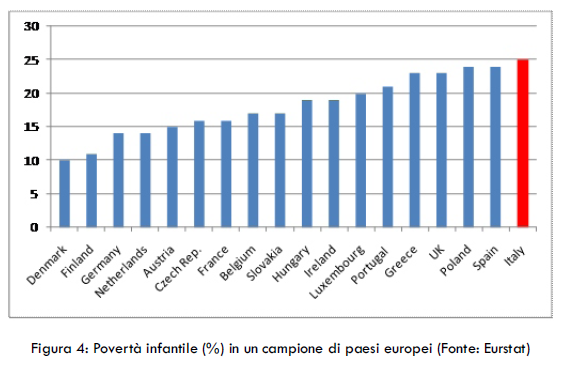 30
25
20
15
10
5
0
Denmark
Finland
Germany
Netherlands
Austria
Czech Rep.
France
Belgium
Slovakia
Hungary
Ireland
Luxembourg
Portugal
Greece
UK
Poland
Spain
Italy
Figura 4: Povertà infantile (%) in un campione di paesi europei (Fonte: Eurstat)